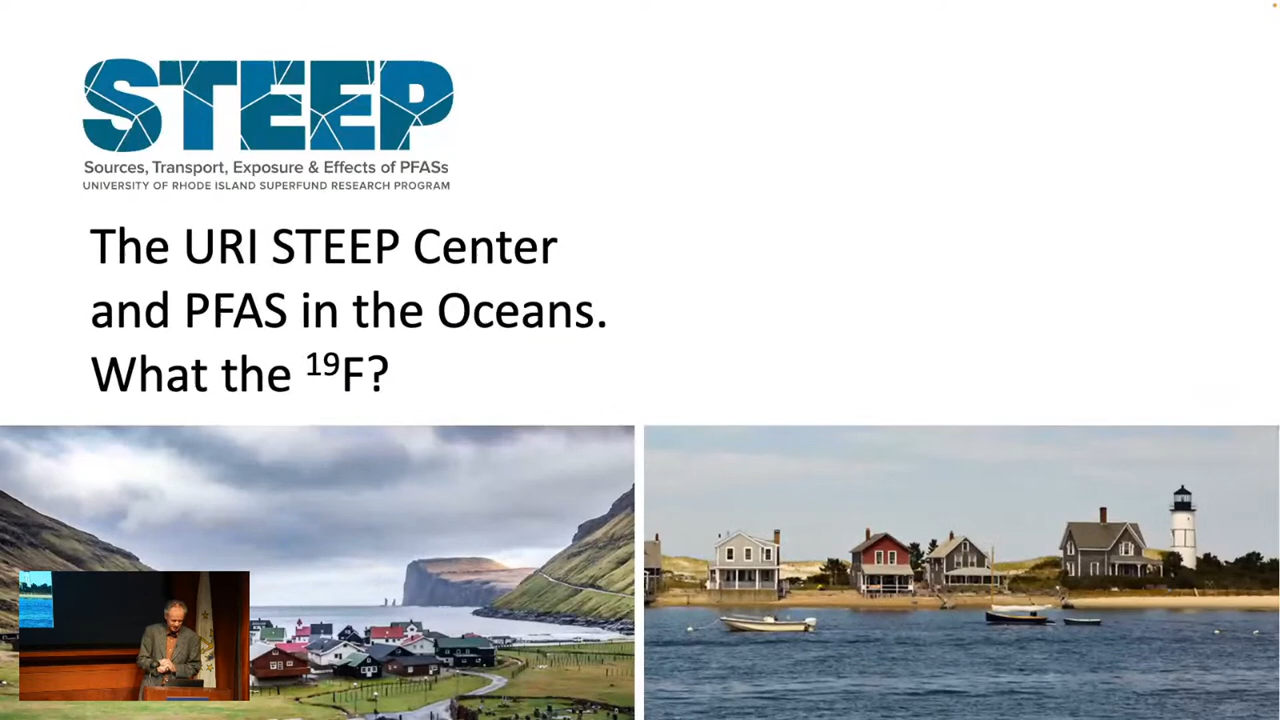 STEEP
Sources, Transport, Exposure & Effects of PFASs
UNIVERSITY OF RHODE ISLAND SUPERFUND RESEARCH PROGRAM
The URI STEEP Center
and PFAS in the Oceans.
What the ¹⁹F?